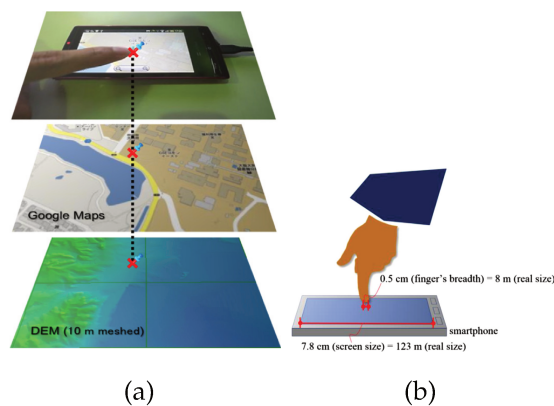 Google Maps
DEM (10 m meshed)
0.5 cm (finger's breadth) = 8 m (real size)
smartphone
7.8 cm (screen size) = 123 m (real size)
(a)
(b)